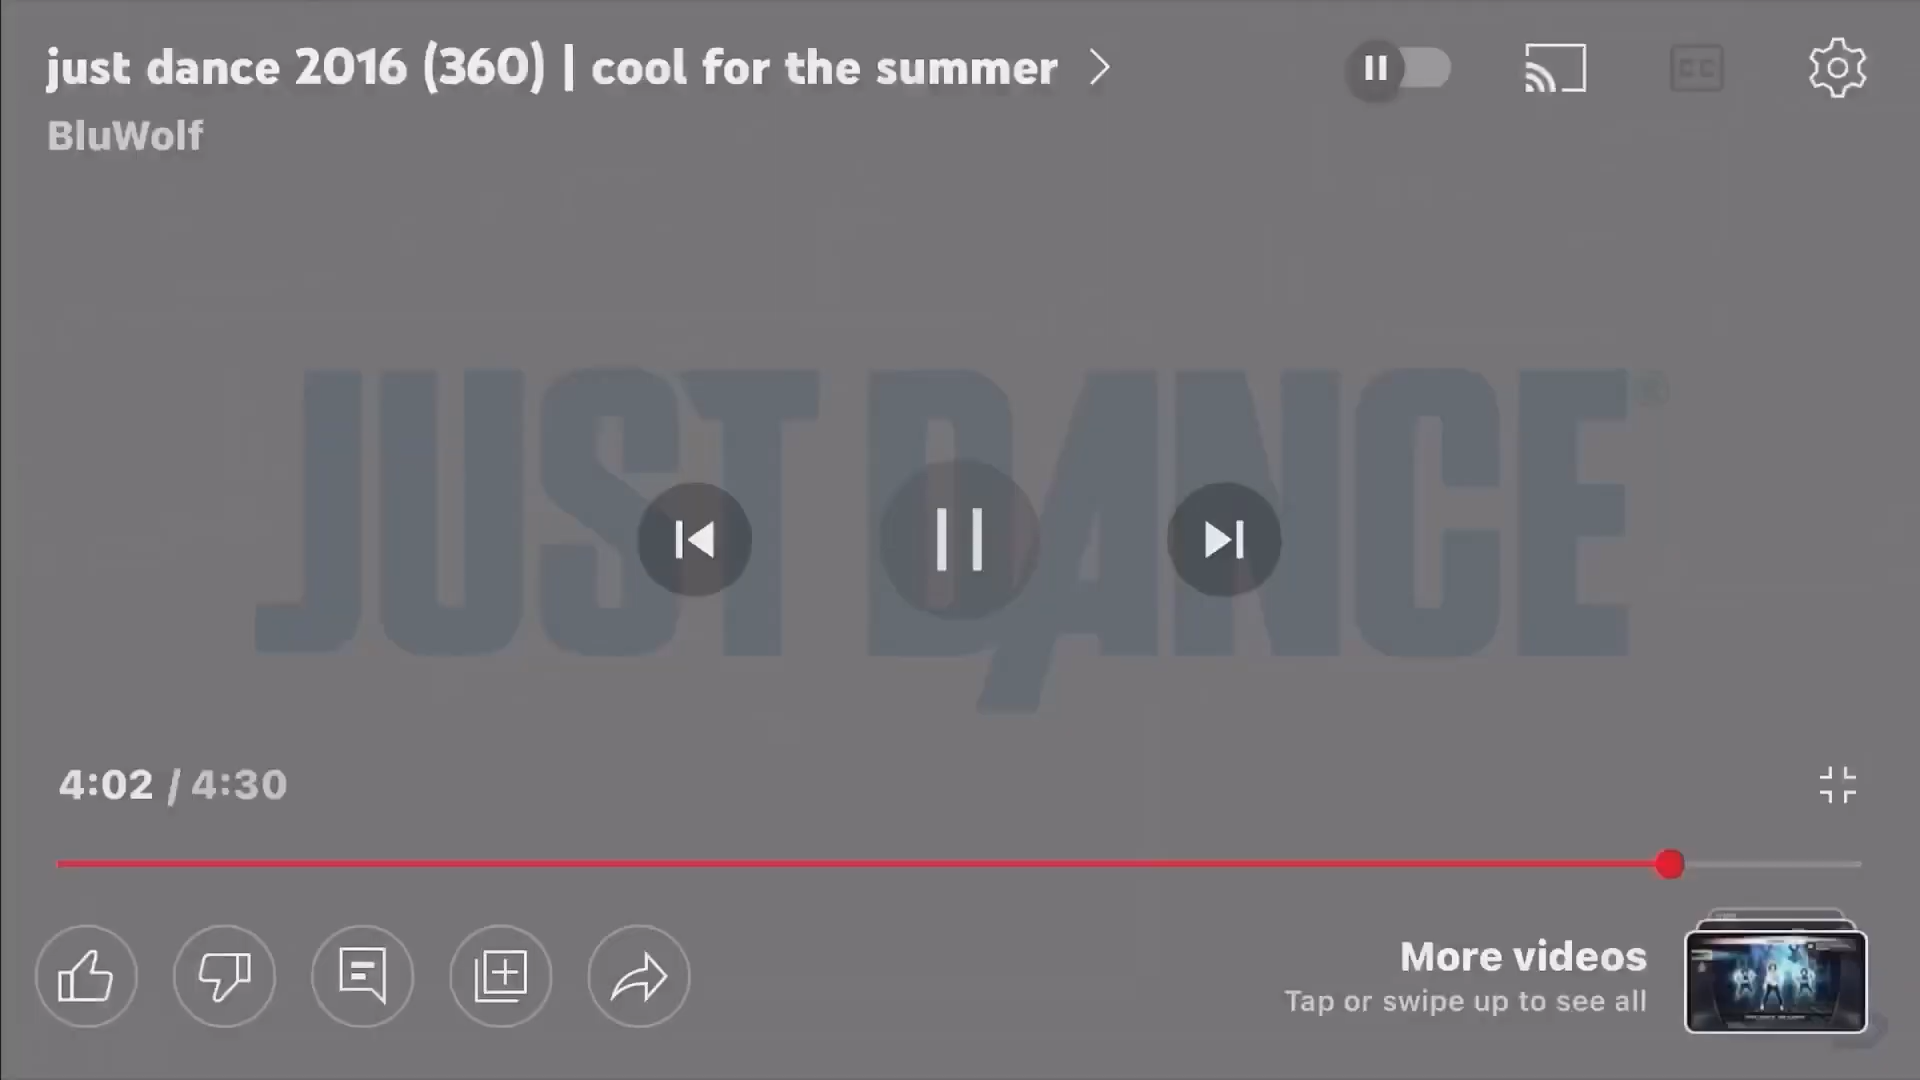 just dance 2016 (360) | cool for the summer
BluWolf
CC
JUST DANCE
4:02 / 4:30
More videos
Tap or swipe up to see all